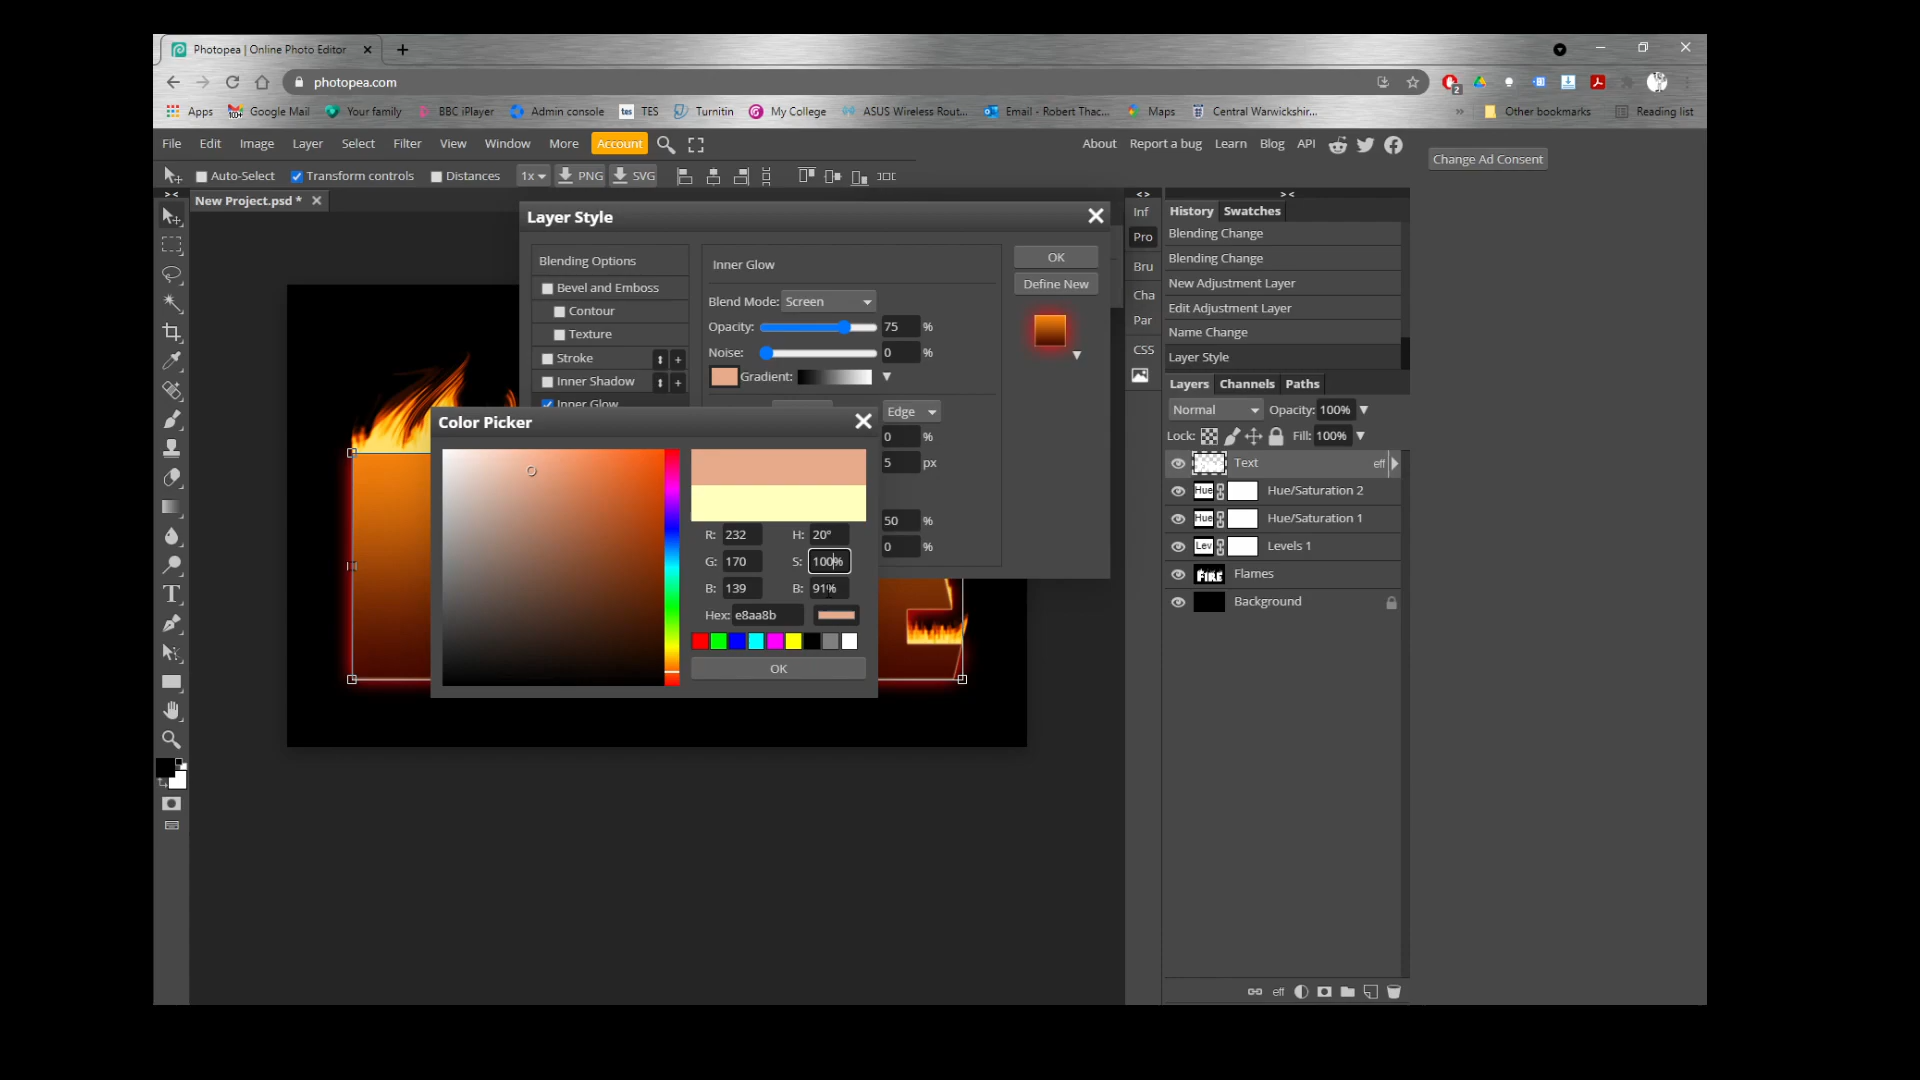 Photopea | Online Photo Editor
photopea.com
2
Apps
Google Mail
Your family
BBC iPlayer
Admin console
tes TES
Turnitin
My College
ASUS Wireless Rout...
Email - Robert Thac...
Maps
Central Warwickshir...
»
Other bookmarks
Reading list
File Edit Image Layer Select Filter View Window More Account
About Report a bug Learn Blog API
Change Ad Consent
Auto-Select Transform controls Distances 1x PNG SVG
New Project.psd *
Layer Style
Blending Options
Bevel and Emboss
Contour
Texture
Stroke
Inner Shadow
Inner Glow
Inner Glow
Blend Mode: Screen
Opacity: 75 %
Noise: 0 %
Gradient:
Edge
0 %
5 px
50 %
0 %
OK
Define New
Color Picker
R: 232 H: 20°
G: 170 S: 100%
B: 139 B: 91%
Hex: e8aa8b
OK
Inf
Pro
Bru
Cha
Par
CSS
History Swatches
Blending Change
Blending Change
New Adjustment Layer
Edit Adjustment Layer
Name Change
Layer Style
Layers Channels Paths
Normal Opacity: 100%
Lock: Fill: 100%
Text eff
Hue Hue/Saturation 2
Hue Hue/Saturation 1
Lev Levels 1
FIRE Flames
Background
eff